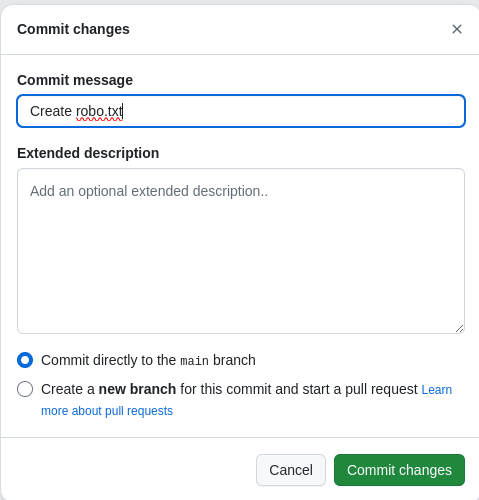 Commit changes
Commit message
Create robo.txt
Extended description
Add an optional extended description..
Commit directly to the main branch
Create a new branch for this commit and start a pull request Learn
more about pull requests
Cancel
Commit changes